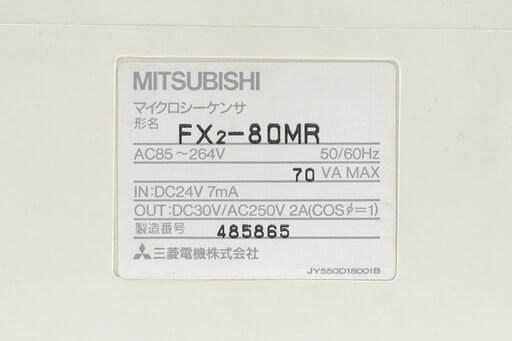 MITSUBISHI
マイクロシーケンサ
形名 FX2-80MR
AC85～264V 50/60Hz
70 VA MAX
IN:DC24V 7mA
OUT:DC30V/AC250V 2A(COSφ=1)
製造番号 485865
三菱電機株式会社
JY550D18001B